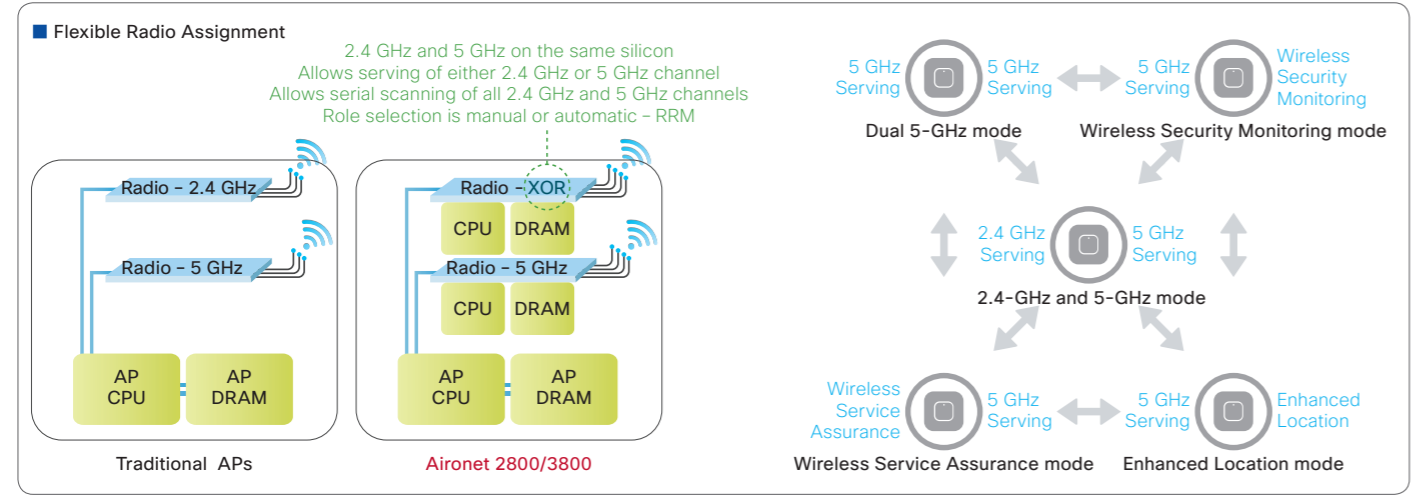 Flexible Radio Assignment
2.4 GHz and 5 GHz on the same silicon
Allows serving of either 2.4 GHz or 5 GHz channel
Allows serial scanning of all 2.4 GHz and 5 GHz channels
Role selection is manual or automatic – RRM
Radio – 2.4 GHz
Radio – 5 GHz
AP
CPU
AP
DRAM
Traditional APs
Radio – XOR
CPU
DRAM
Radio – 5 GHz
CPU
DRAM
AP
CPU
AP
DRAM
Aironet 2800/3800
5 GHz
Serving
5 GHz
Serving
Dual 5-GHz mode
5 GHz
Serving
Wireless
Security
Monitoring
Wireless Security Monitoring mode
2.4 GHz
Serving
5 GHz
Serving
2.4-GHz and 5-GHz mode
Wireless
Service
Assurance
5 GHz
Serving
Wireless Service Assurance mode
5 GHz
Serving
Enhanced
Location
Enhanced Location mode